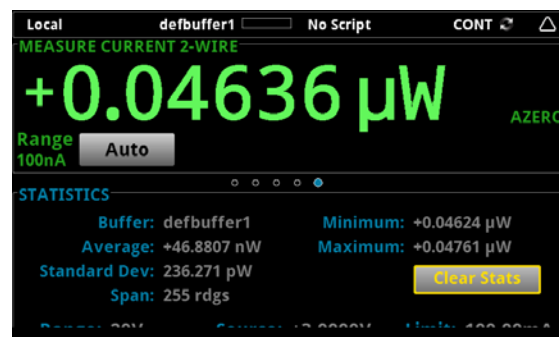 Local defbuffer1 No Script CONT
MEASURE CURRENT 2-WIRE
+0.04636 µW
AZERO
Range
100nA
Auto
STATISTICS
Buffer: defbuffer1 Minimum: +0.04624 µW
Average: +46.8807 nW Maximum: +0.04761 µW
Standard Dev: 236.271 pW Clear Stats
Span: 255 rdgs